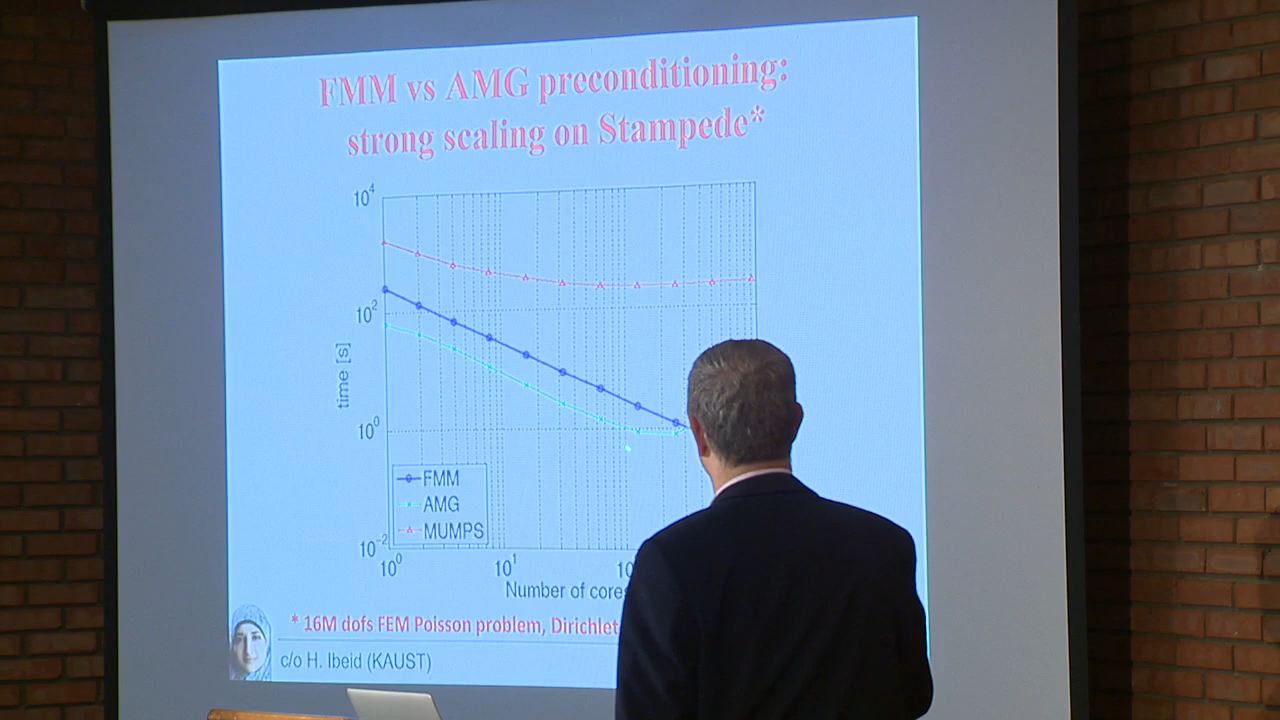 FMM vs AMG preconditioning:
strong scaling on Stampede*
10^4
10^2
time [s]
10^0
FMM
AMG
MUMPS
10^-2
10^0
10^1
Number of cores
* 16M dofs FEM Poisson problem, Dirichlet
c/o H. Ibeid (KAUST)